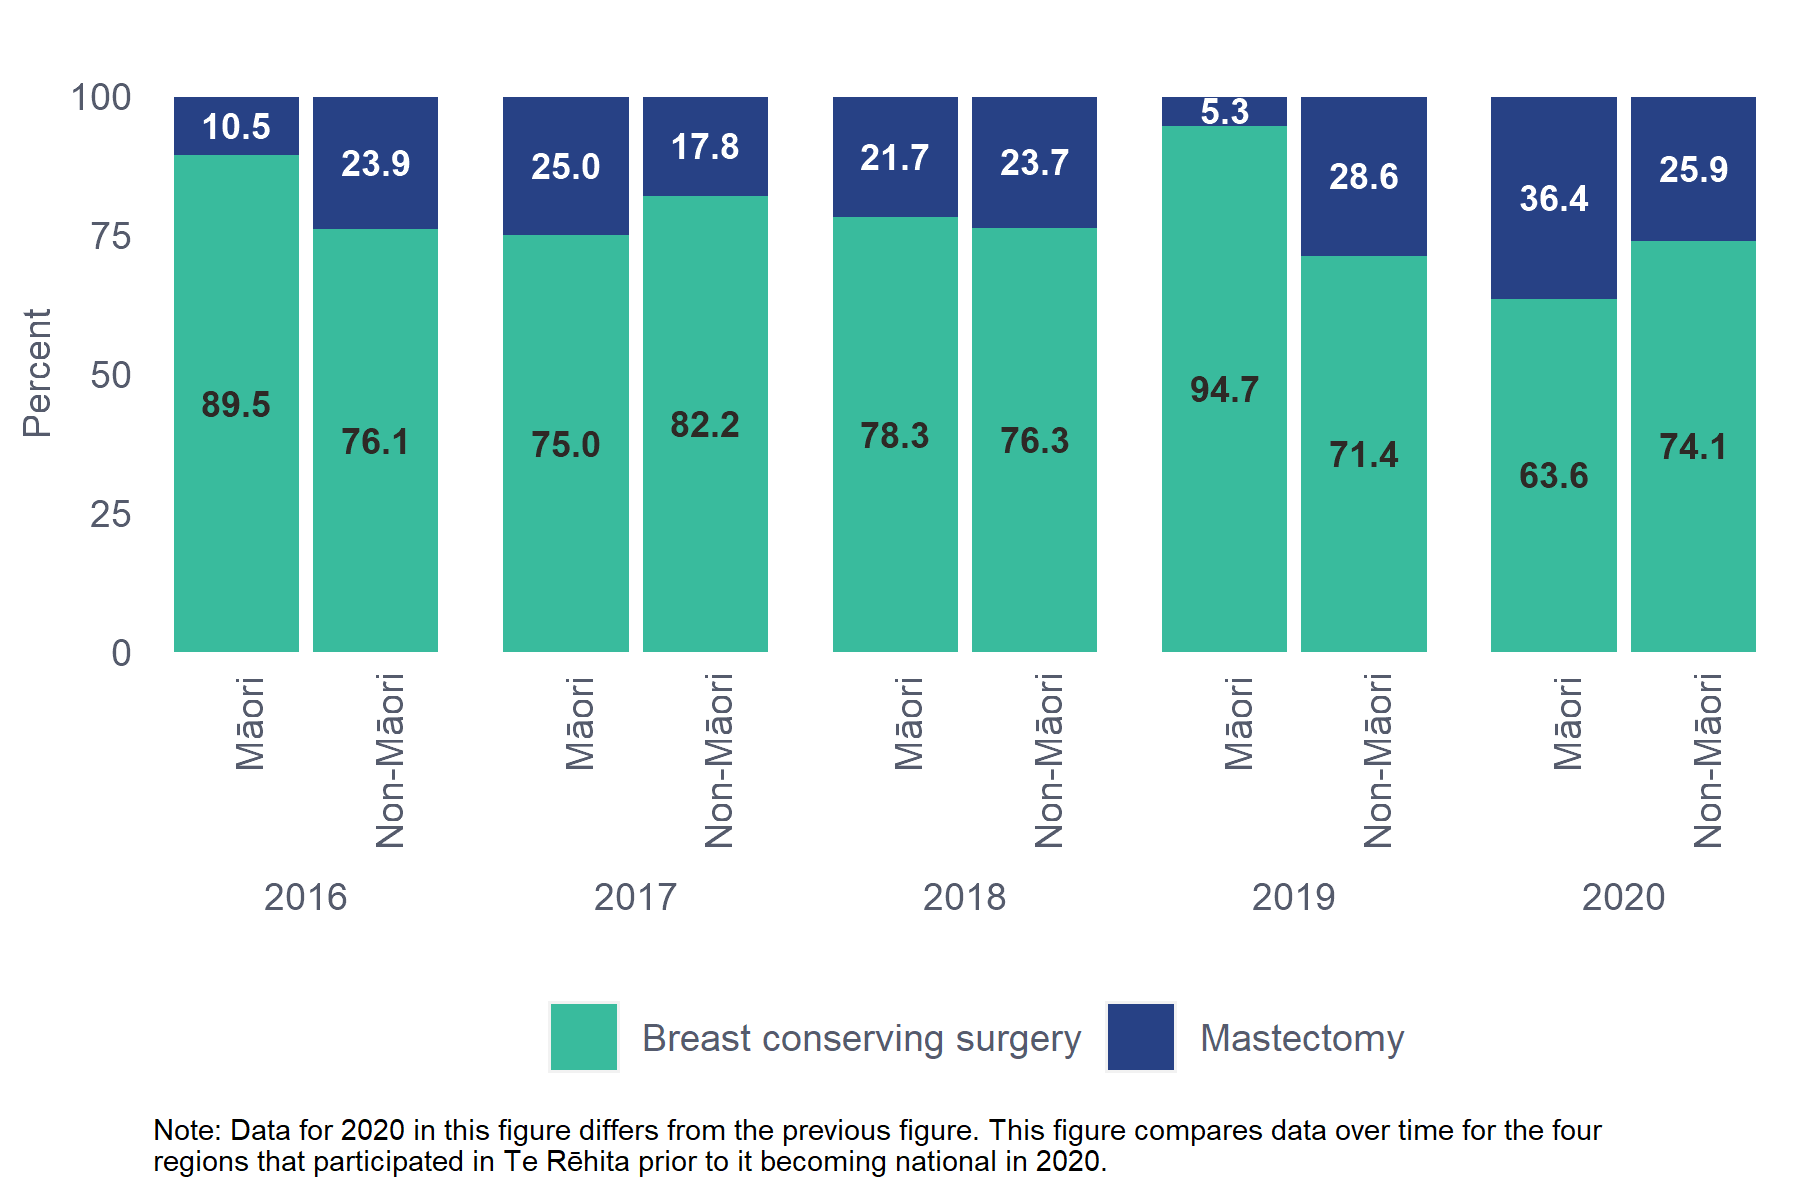 100
75
50
25
0
Percent
10.5
23.9
25.0
17.8
21.7
23.7
5.3
28.6
36.4
25.9
89.5
76.1
75.0
82.2
78.3
76.3
94.7
71.4
63.6
74.1
Māori
Non-Māori
Māori
Non-Māori
Māori
Non-Māori
Māori
Non-Māori
Māori
Non-Māori
2016
2017
2018
2019
2020
Breast conserving surgery
Mastectomy
Note: Data for 2020 in this figure differs from the previous figure. This figure compares data over time for the four
regions that participated in Te Rēhita prior to it becoming national in 2020.